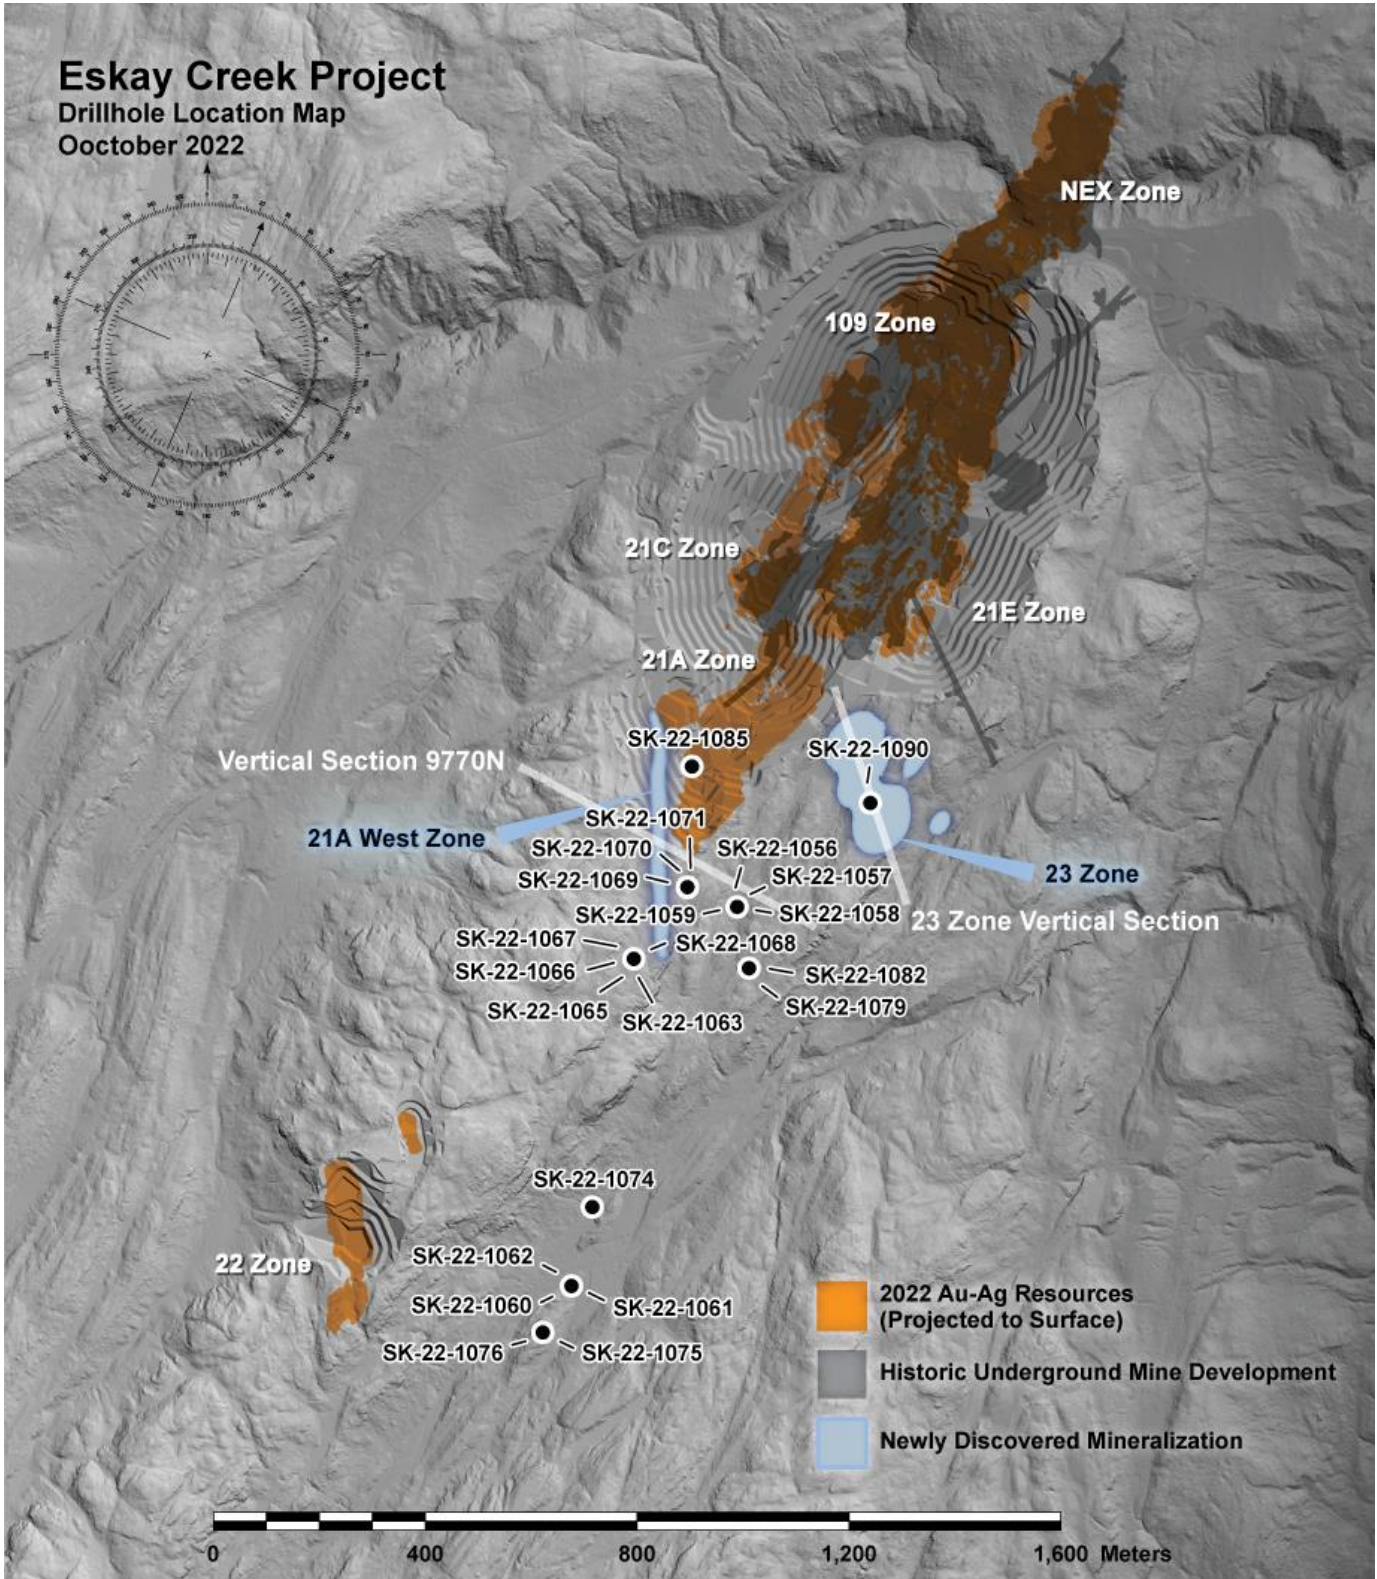 Eskay Creek Project
Drillhole Location Map
Ooctober 2022
NEX Zone
109 Zone
21C Zone
21E Zone
21A Zone
SK-22-1085
SK-22-1090
Vertical Section 9770N
SK-22-1071
21A West Zone
SK-22-1070
SK-22-1056
SK-22-1069
SK-22-1057
23 Zone
SK-22-1059
SK-22-1058
23 Zone Vertical Section
SK-22-1067
SK-22-1068
SK-22-1066
SK-22-1082
SK-22-1065
SK-22-1063
SK-22-1079
SK-22-1074
22 Zone
SK-22-1062
SK-22-1060
SK-22-1061
SK-22-1076
SK-22-1075
2022 Au-Ag Resources
(Projected to Surface)
Historic Underground Mine Development
Newly Discovered Mineralization
0 400 800 1,200 1,600 Meters